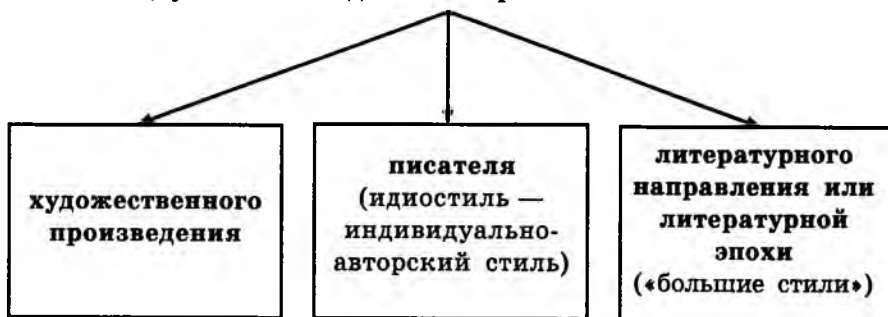 художественного
произведения
писателя
(идиостиль —
индивидуально-
авторский стиль)
литературного
направления или
литературной
эпохи
(«большие стили»)